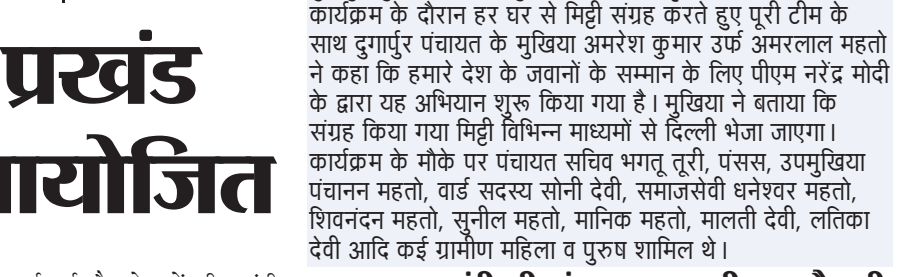 प्रखंड
कार्यक्रम के दौरान हर घर से मिट्टी संग्रह करते हुए पूरी टीम के
साथ दुगार्पुर पंचायत के मुखिया अमरेश कुमार उर्फ अमरलाल महतो
ने कहा कि हमारे देश के जवानों के सम्मान के लिए पीएम नरेंद्र मोदी
के द्वारा यह अभियान शुरू किया गया है। मुखिया ने बताया कि
संग्रह किया गया मिट्टी विभिन्न माध्यमों से दिल्ली भेजा जाएगा।
कार्यक्रम के मौके पर पंचायत सचिव भगतू तूरी, पंसस, उपमुखिया
पंचानन महतो, वार्ड सदस्य सोनी देवी, समाजसेवी धनेश्वर महतो,
शिवनंदन महतो, सुनील महतो, मानिक महतो, मालती देवी, लतिका
देवी आदि कई ग्रामीण महिला व पुरुष शामिल थे।